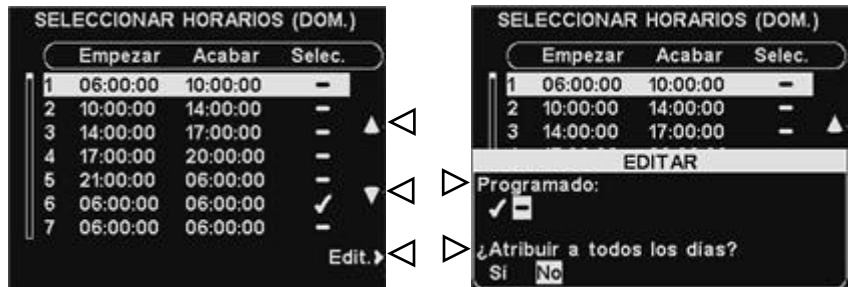 SELECCIONAR HORARIOS (DOM.)
Empezar Acabar Selec.
1 06:00:00 10:00:00 –
2 10:00:00 14:00:00 –
3 14:00:00 17:00:00 –
4 17:00:00 20:00:00 –
5 21:00:00 06:00:00 –
6 06:00:00 06:00:00 ✓
7 06:00:00 06:00:00 –
Edit.
SELECCIONAR HORARIOS (DOM.)
Empezar Acabar Selec.
1 06:00:00 10:00:00 –
2 10:00:00 14:00:00 –
3 14:00:00 17:00:00 –
EDITAR
Programado:
✓ –
¿Atribuir a todos los días?
Sí No